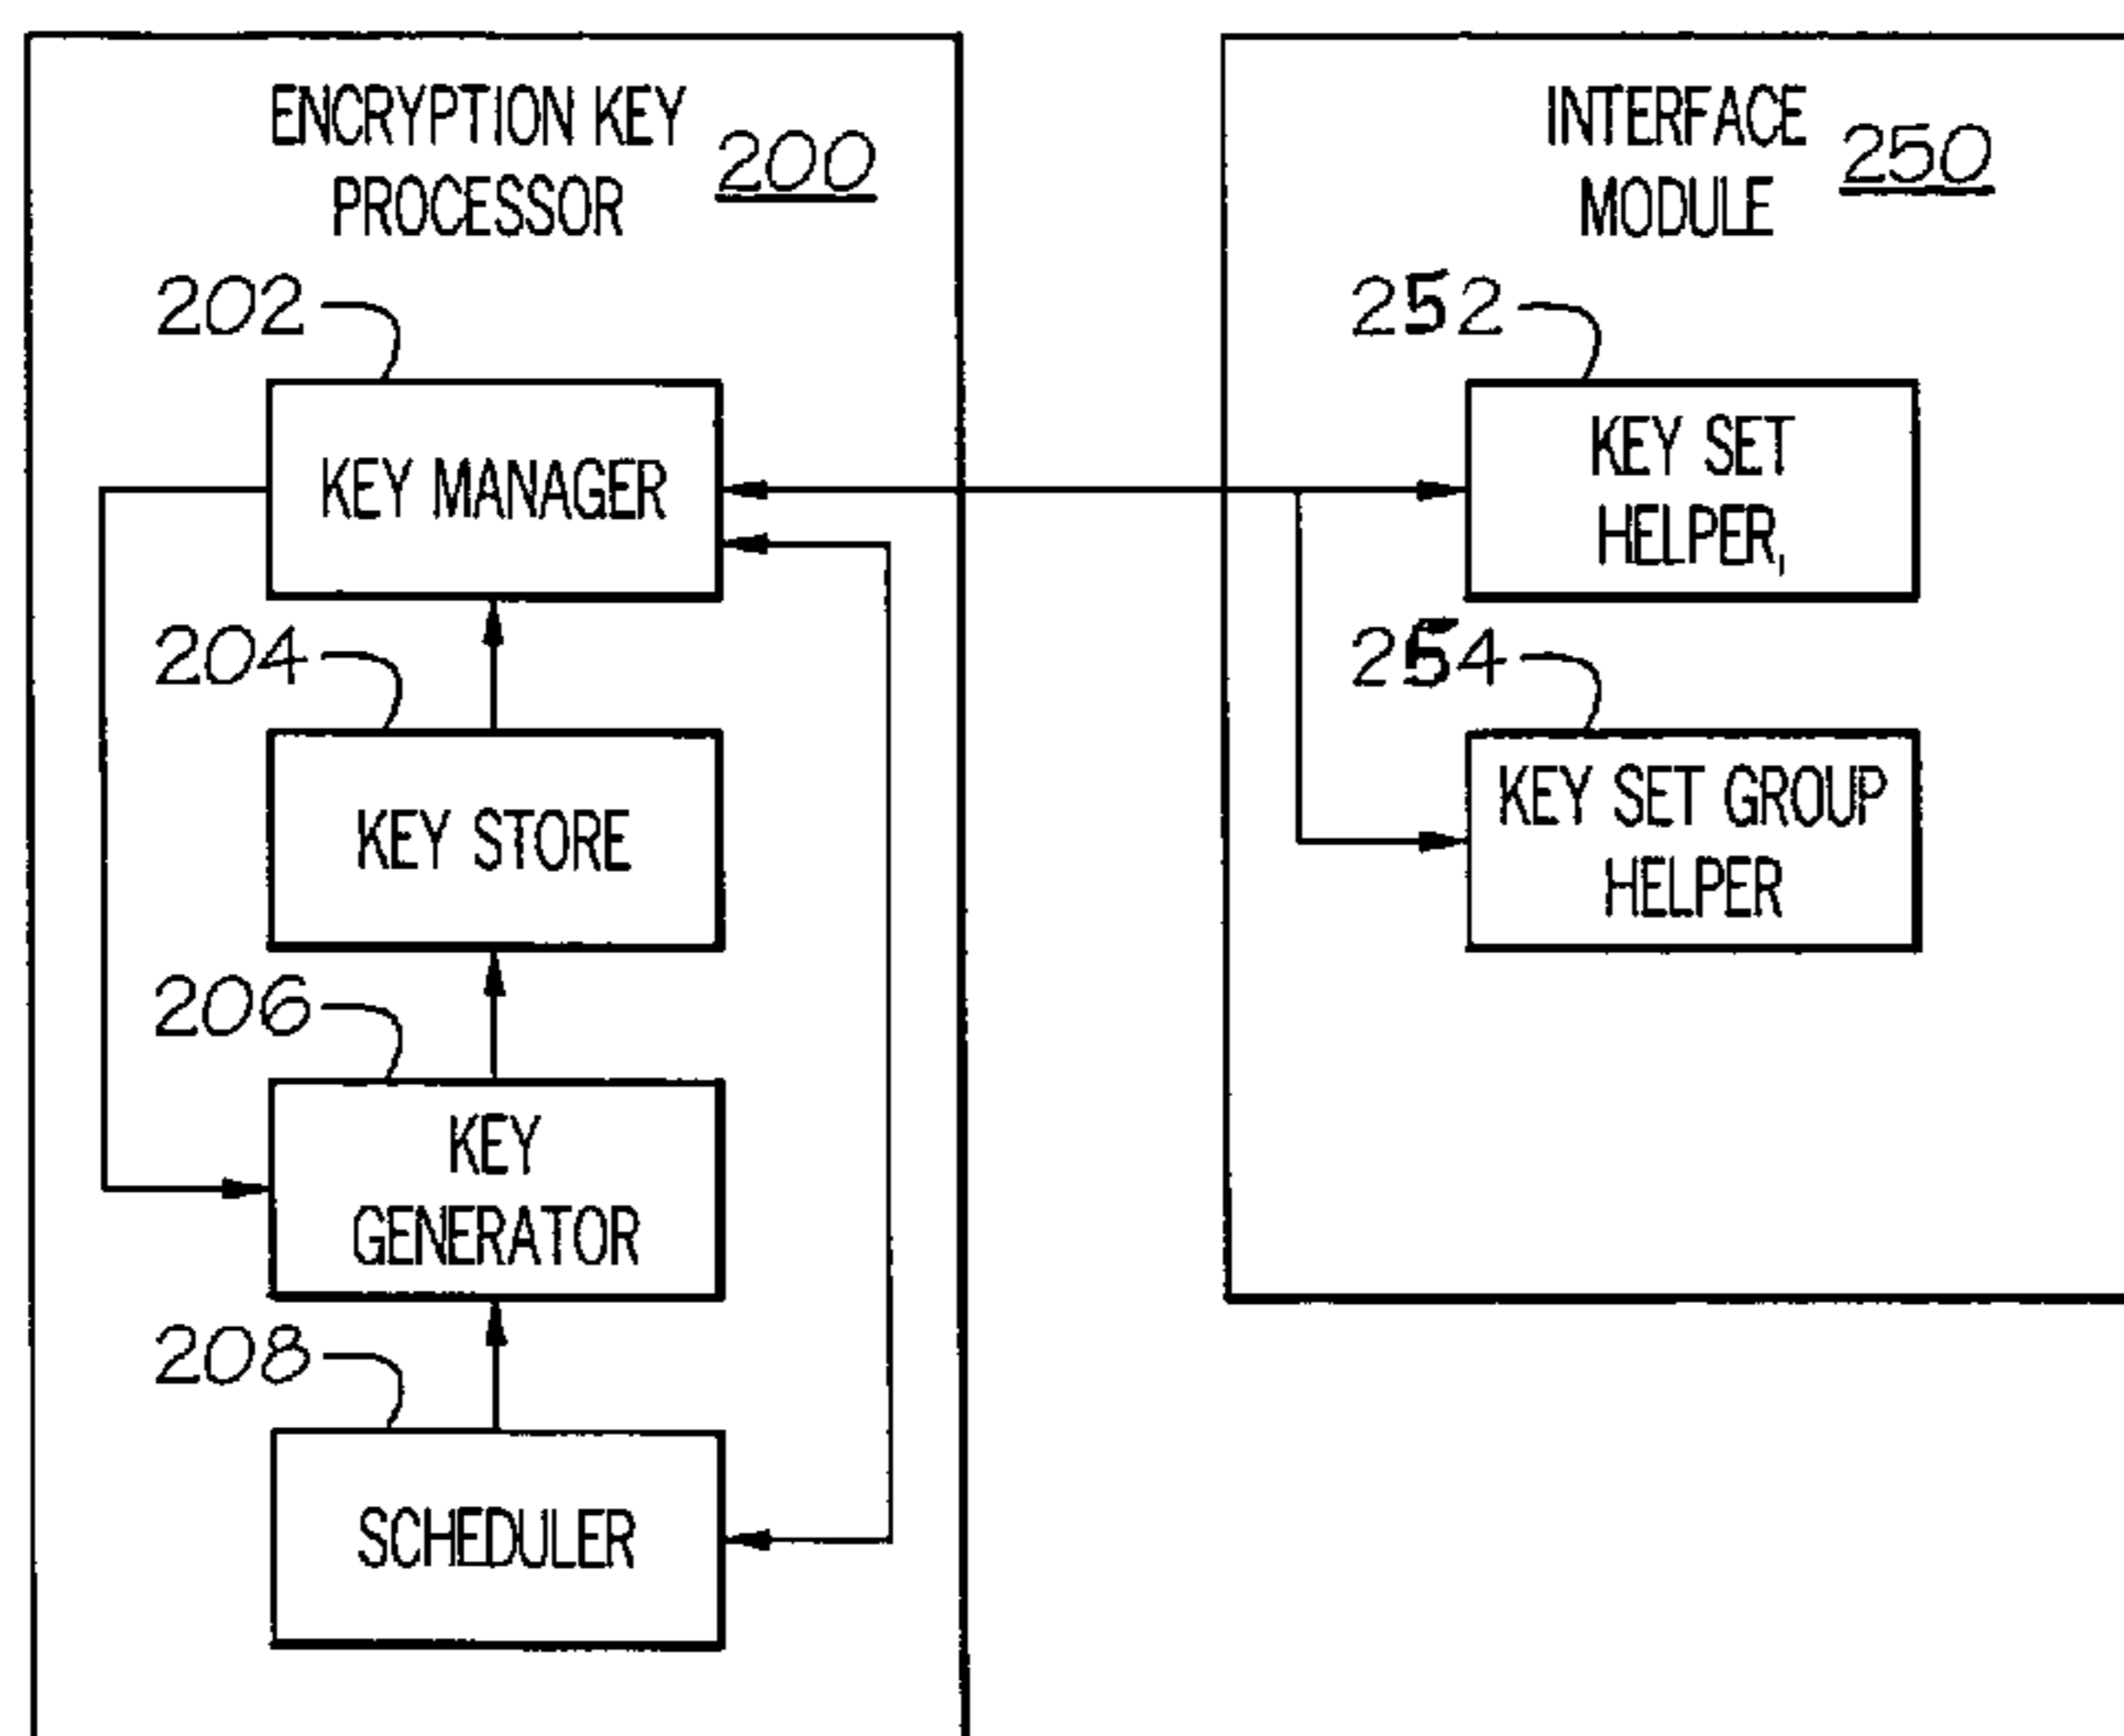 ENCRYPTION KEY
PROCESSOR
200
202
KEY MANAGER
204
KEY STORE
206
KEY
GENERATOR
208
SCHEDULER
INTERFACE
MODULE
250
252
KEY SET
HELPER,
254
KEY SET GROUP
HELPER